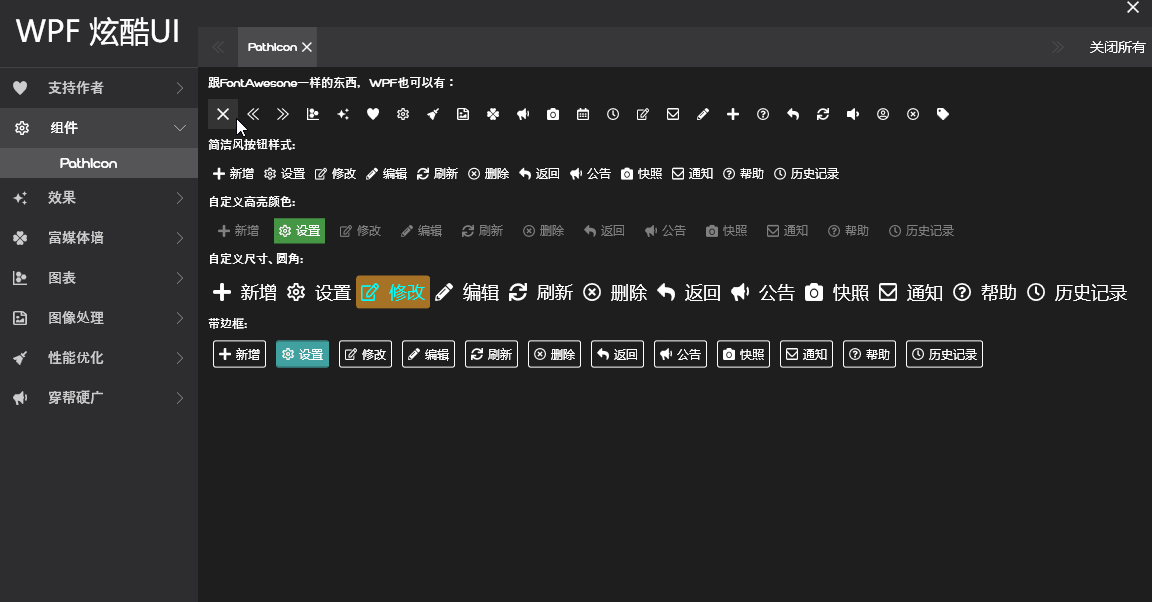 WPF 炫酷UI
PathIcon
关闭所有
支持作者
组件
PathIcon
效果
富媒体墙
图表
图像处理
性能优化
穿帮硬广
跟FontAwesone一样的东西，WPF也可以有：
简洁风按钮样式:
新增 设置 修改 编辑 刷新 删除 返回 公告 快照 通知 帮助 历史记录
自定义高亮颜色:
新增 设置 修改 编辑 刷新 删除 返回 公告 快照 通知 帮助 历史记录
自定义尺寸、圆角:
新增 设置 修改 编辑 刷新 删除 返回 公告 快照 通知 帮助 历史记录
带边框:
新增 设置 修改 编辑 刷新 删除 返回 公告 快照 通知 帮助 历史记录